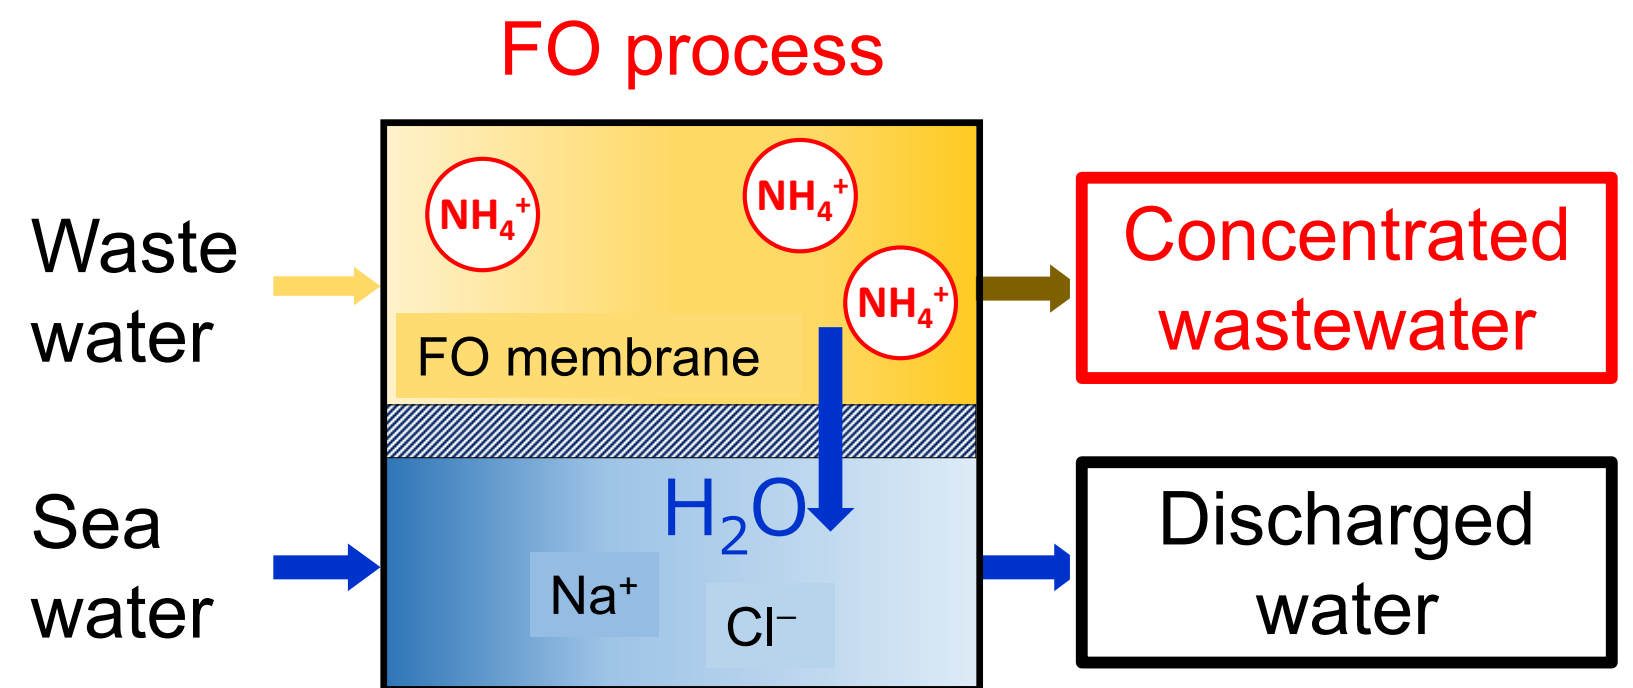 FO process
Waste
water
NH₄⁺
NH₄⁺
NH₄⁺
FO membrane
Concentrated
wastewater
Sea
water
H₂O
Na⁺
Cl⁻
Discharged
water